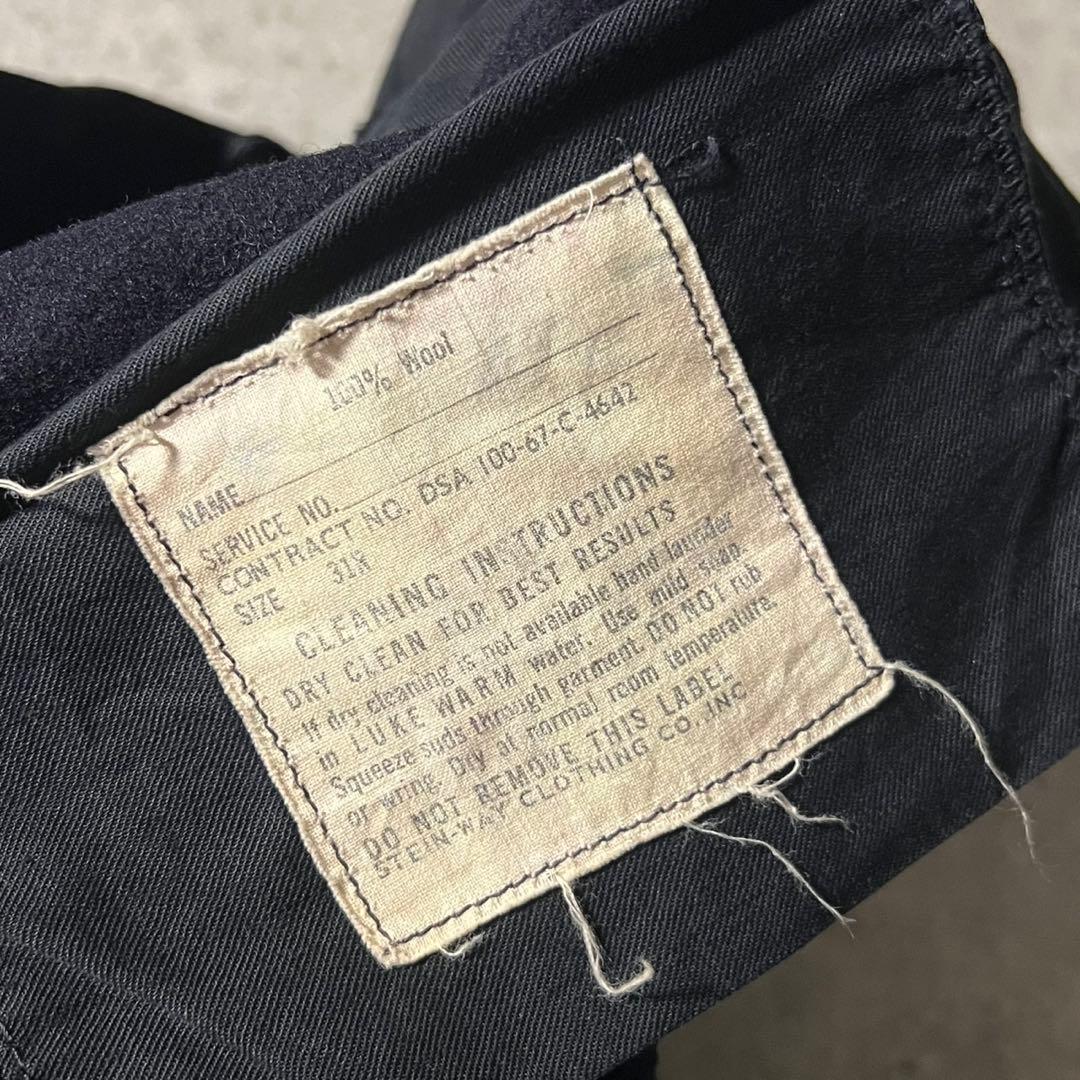 100% Wool
NAME
SERVICE NO.
CONTRACT NO. DSA 100-67-C-4642
SIZE 31R
CLEANING INSTRUCTIONS
DRY CLEAN FOR BEST RESULTS
If dry cleaning is not available hand launder
in LUKE WARM water. Use mild soap.
Squeeze suds through garment DO NOT rub
or wring. Dry at normal room temperature.
DO NOT REMOVE THIS LABEL
STEIN-WAY CLOTHING CO., INC